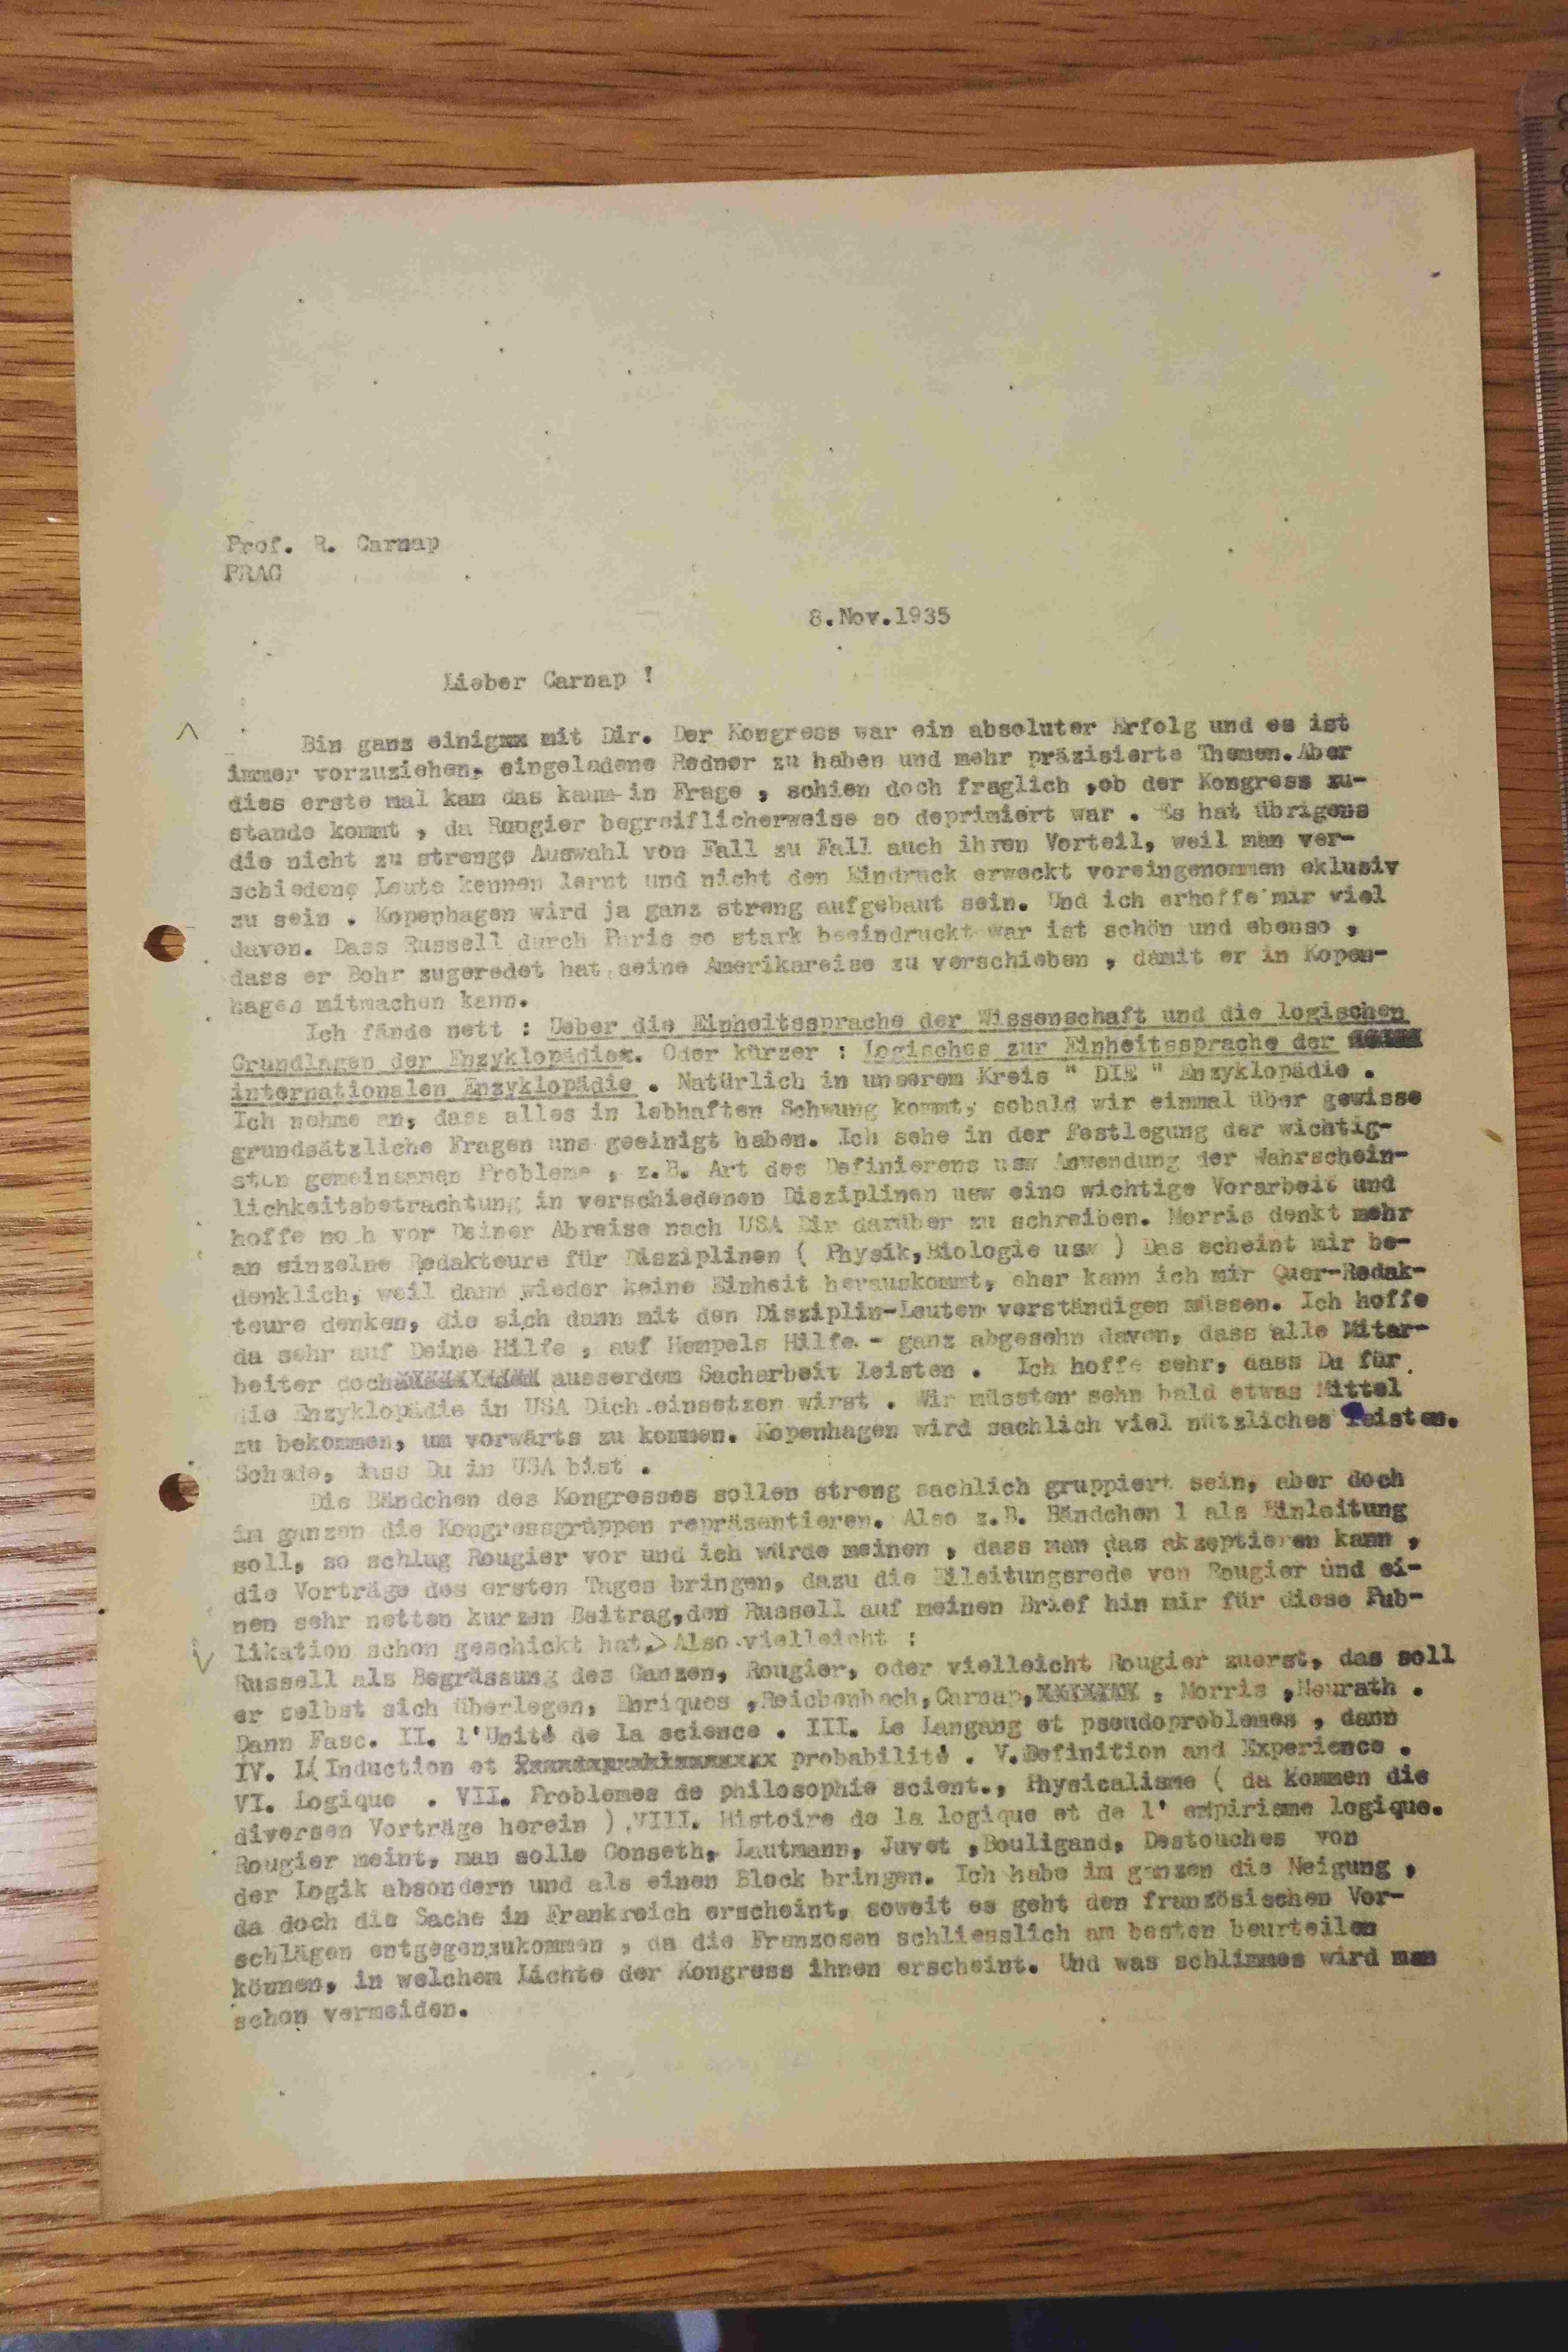 Prof. R. Carnap
PRAG
8.Nov.1935
Lieber Carnap !
Bin ganz einigxx mit Dir. Der Kongress war ein absoluter Erfolg und es ist
immer vorzuziehen, eingeladene Redner zu haben und mehr präzisierte Themen.Aber
dies erste mal kam das kaum in Frage , schien doch fraglich ,ob der Kongress zu-
stande kommt , da Rougier begreiflicherweise so deprimiert war . Es hat übrigens
die nicht zu strenge Auswahl von Fall zu Fall auch ihren Vorteil, weil man ver-
schiedene Leute kennen lernt und nicht den Eindruck erweckt voreingenommen eklusiv
zu sein . Kopenhagen wird ja ganz streng aufgebaut sein. Und ich erhoffe mir viel
davon. Dass Russell durch Paris so stark beeindruckt war ist schön und ebenso ,
dass er Bohr zugeredet hat seine Amerikareise zu verschieben , damit er in Kopen-
hagen mitmachen kann.
Ich fände nett : Ueber die Einheitssprache der Wissenschaft und die logischen
Grundlagen der Enzyklopädiex. Oder kürzer : Logisches zur Einheitssprache der
internationalen Enzyklopädie . Natürlich in unserem Kreis " DIE " Enzyklopädie .
Ich nehme an, dass alles in lebhaften Schwung kommt, sobald wir einmal über gewisse
grundsätzliche Fragen uns geeinigt haben. Ich sehe in der Festlegung der wichtig-
sten gemeinsamen Probleme , z.B. Art des Definierens usw Anwendung der Wahrschein-
lichkeitsbetrachtung in verschiedenen Disziplinen usw eine wichtige Vorarbeit und
hoffe noch vor Deiner Abreise nach USA Dir darüber zu schreiben. Morris denkt mehr
an einzelne Redakteure für Disziplinen ( Physik,Biologie usw ) Das scheint mir be-
denklich, weil dann wieder keine Einheit herauskommt, eher kann ich mir Quer-Redak-
teure denken, die sich dann mit den Disziplin-Leuten verständigen müssen. Ich hoffe
da sehr auf Deine Hilfe , auf Hempels Hilfe - ganz abgesehn davon, dass alle Mitar-
beiter doch ausserdem Sacharbeit leisten . Ich hoffe sehr, dass Du für
die Enzyklopädie in USA Dich einsetzen wirst . Wir müssten sehn bald etwas Mittel
zu bekommen, um vorwärts zu kommen. Kopenhagen wird sachlich viel nützliches leisten.
Schade, dass Du in USA bist .
Die Bändchen des Kongresses sollen streng sachlich gruppiert sein, aber doch
im ganzen die Kongressgruppen repräsentieren. Also z.B. Bändchen 1 als Einleitung
soll, so schlug Rougier vor und ich würde meinen , dass man das akzeptieren kann ,
die Vorträge des ersten Tages bringen, dazu die Eileitungsrede von Rougier und ei-
nen sehr netten kurzen Beitrag,den Russell auf meinen Brief hin mir für diese Pub-
likation schon geschickt hat. Also vielleicht :
Russell als Begrüssung des Ganzen, Rougier, oder vielleicht Rougier zuerst, das soll
er selbst sich überlegen, Enriques ,Reichenbach,Carnap, , Morris ,Neurath .
Dann Fasc. II. l'Unité de la science . III. Le Langang et pseudoproblemes , dann
IV. L( Induction et probabilité . V.Definition and Experience .
VI. Logique . VII. Problemes de philosophie scient., Physicalisme ( da kommen die
diversen Vorträge herein ) VIII. Histoire de la logique et de l' empirisme logique.
Rougier meint, man solle Gonseth, Lautmann, Juvet ,Bouligand, Destouches von
der Logik absondern und als einen Block bringen. Ich habe im ganzen die Neigung ,
da doch die Sache in Frankreich erscheint, soweit es geht den französischen Vor-
schlägen entgegenzukommen , da die Franzosen schliesslich am besten beurteilen
können, in welchem Lichte der Kongress ihnen erscheint. Und was schlimmes wird man
schon vermeiden.